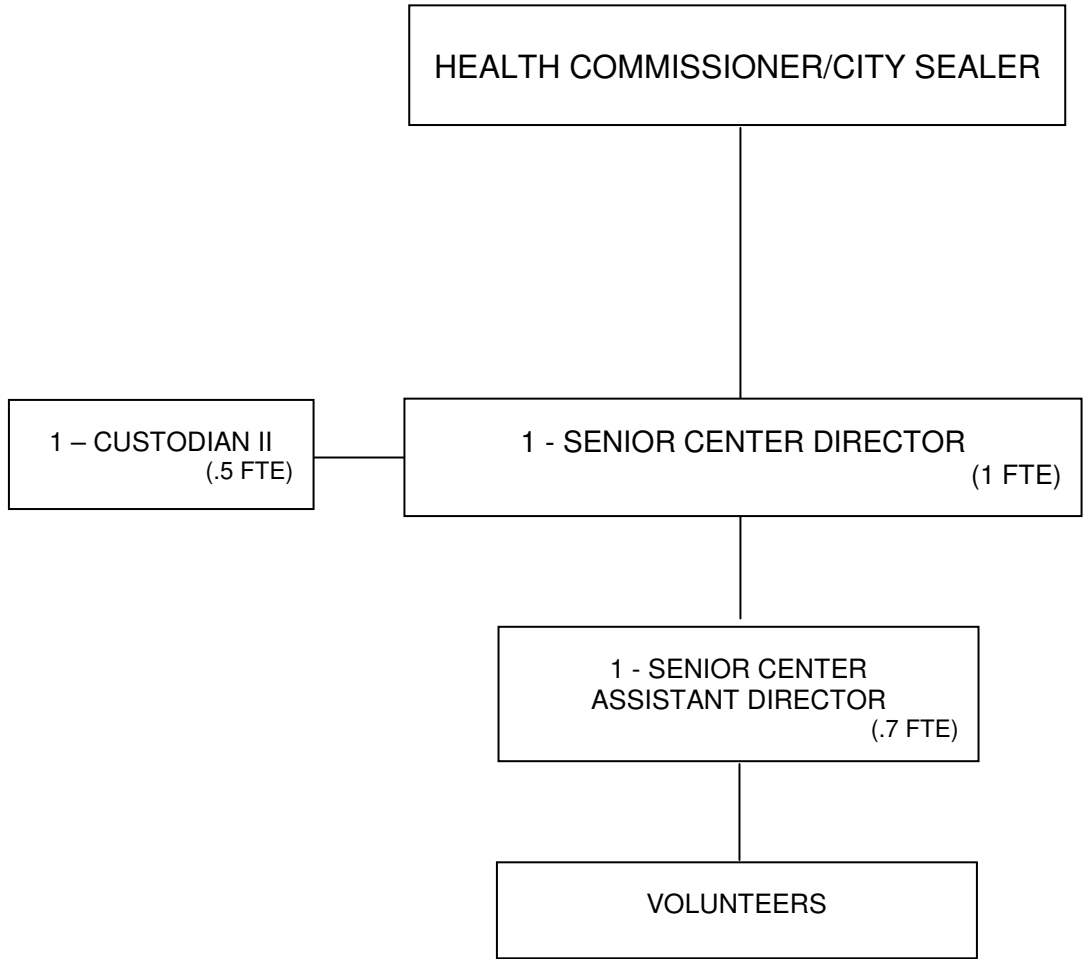 HEALTH COMMISSIONER/CITY SEALER
1 – CUSTODIAN II
(.5 FTE)
1 - SENIOR CENTER DIRECTOR
(1 FTE)
1 - SENIOR CENTER
ASSISTANT DIRECTOR
(.7 FTE)
VOLUNTEERS